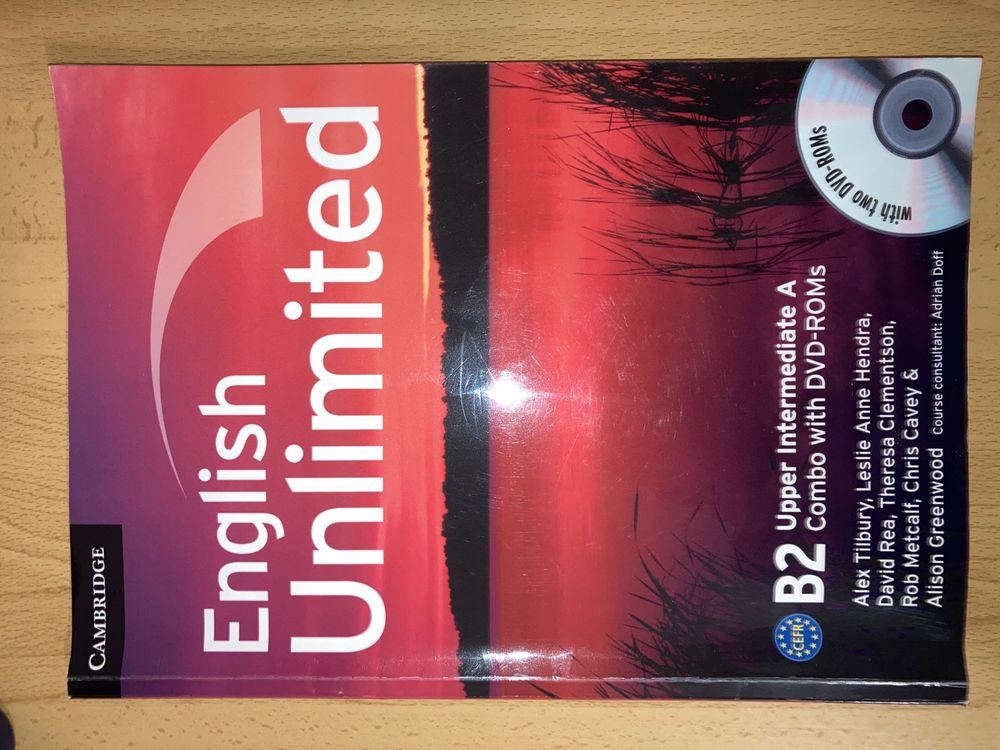 CAMBRIDGE
English
Unlimited
with two DVD-ROMs
CEFR
B2 Upper Intermediate A
Combo with DVD-ROMs
Alex Tilbury, Leslie Anne Hendra,
David Rea, Theresa Clementson,
Rob Metcalf, Chris Cavey &
Alison Greenwood Course consultant: Adrian Doff